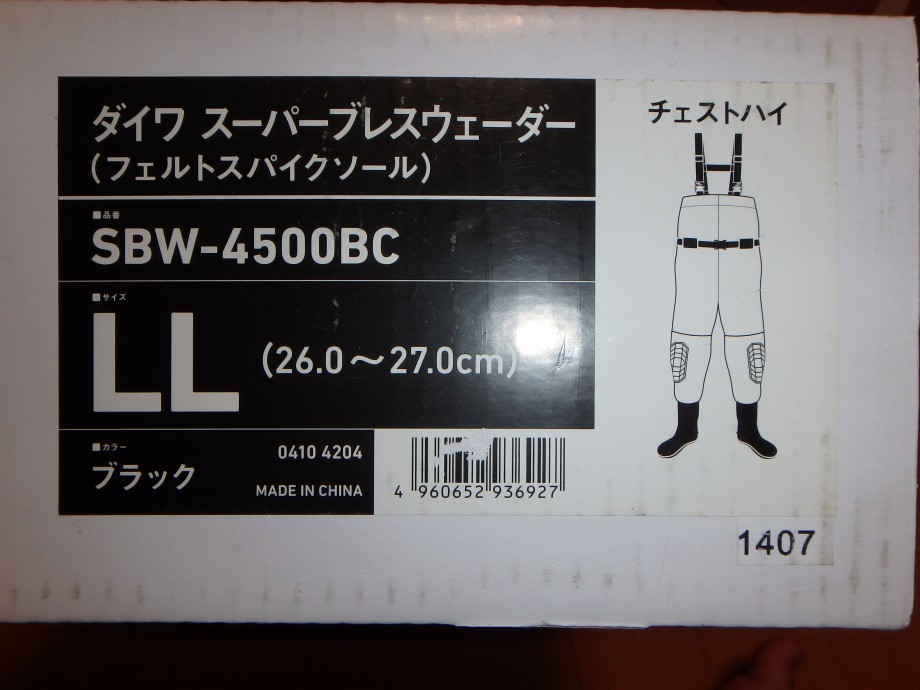 ダイワ スーパーブレスウェーダー
(フェルトスパイクソール)
■品番
SBW-4500BC
■サイズ
LL (26.0～27.0cm)
■カラー
ブラック
0410 4204
MADE IN CHINA
4 960652 936927
チェストハイ
1407